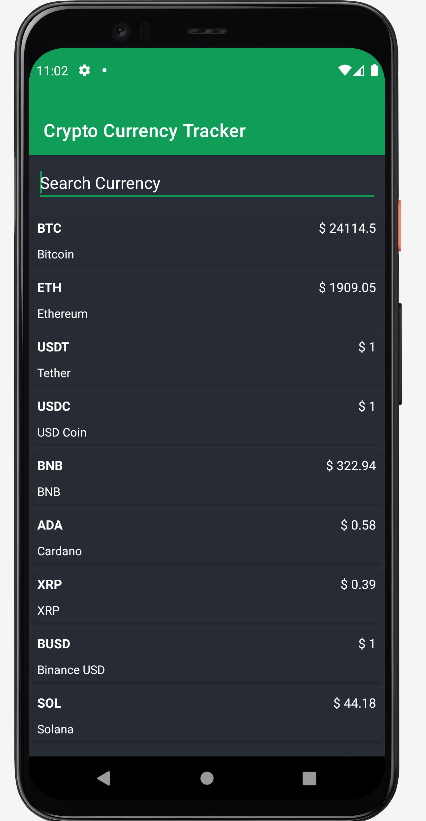 11:02
Crypto Currency Tracker
Search Currency
BTC $ 24114.5
Bitcoin
ETH $ 1909.05
Ethereum
USDT $ 1
Tether
USDC $ 1
USD Coin
BNB $ 322.94
BNB
ADA $ 0.58
Cardano
XRP $ 0.39
XRP
BUSD $ 1
Binance USD
SOL $ 44.18
Solana